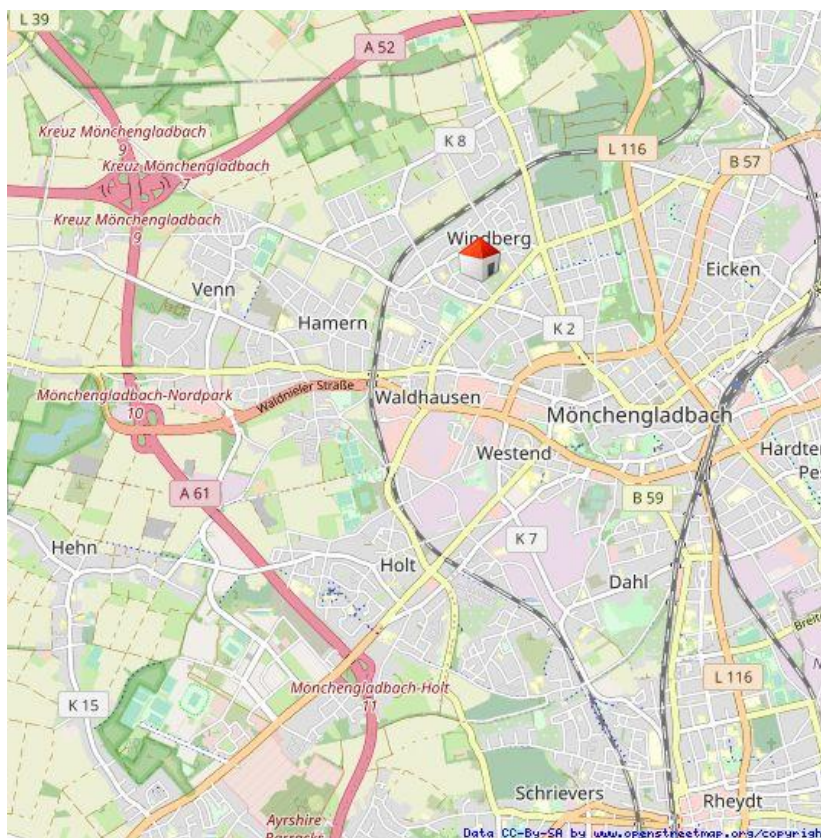 L 39
A 52
Kreuz Mönchengladbach
9
K 8
Kreuz Mönchengladbach
7
L 116
B 57
Kreuz Mönchengladbach
9
Windberg
Eicken
Venn
Hamern
K 2
Mönchengladbach-Nordpark
10
Waldnieler Straße
Waldhausen
Mönchengladbach
Westend
A 61
B 59
Hehn
K 7
Holt
Dahl
Mönchengladbach-Holt
11
L 116
K 15
Schrievers
Rheydt
Ayrshire
Data CC-By-SA by www.openstreetmap.org/copyrigh